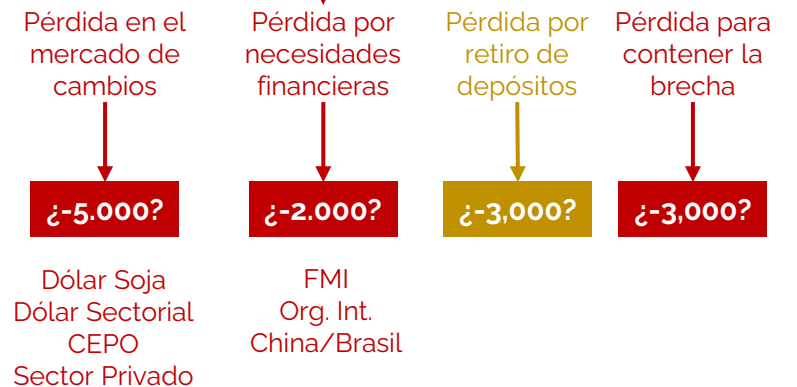 Pérdida en el
mercado de
cambios
Pérdida por
necesidades
financieras
Pérdida por
retiro de
depósitos
Pérdida para
contener la
brecha
¿-5.000?
¿-2.000?
¿-3,000?
¿-3,000?
Dólar Soja
Dólar Sectorial
CEPO
Sector Privado
FMI
Org. Int.
China/Brasil